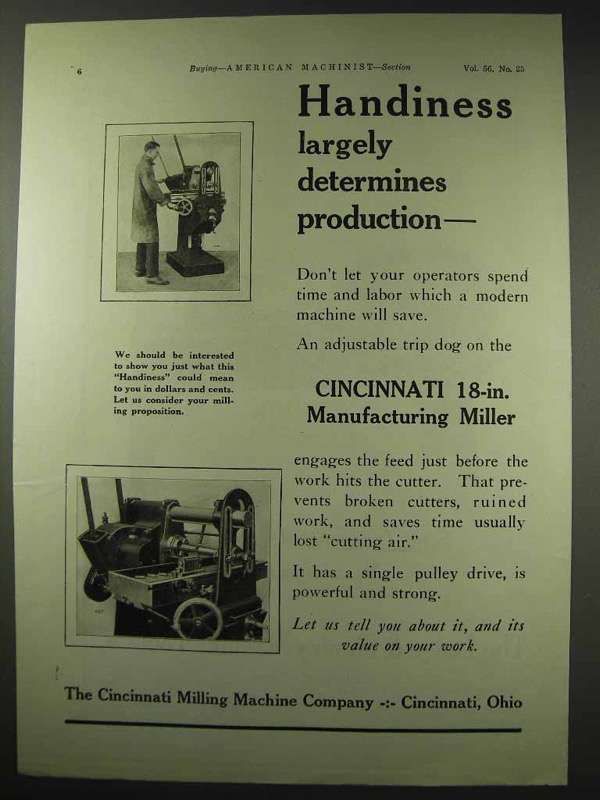 6
Buying—AMERICAN MACHINIST—Section
Vol. 56, No. 25
Handiness
largely
determines
production—
Don't let your operators spend
time and labor which a modern
machine will save.
An adjustable trip dog on the
We should be interested
to show you just what this
"Handiness" could mean
to you in dollars and cents.
Let us consider your mill-
ing proposition.
CINCINNATI 18-in.
Manufacturing Miller
engages the feed just before the
work hits the cutter. That pre-
vents broken cutters, ruined
work, and saves time usually
lost "cutting air."
It has a single pulley drive, is
powerful and strong.
Let us tell you about it, and its
value on your work.
The Cincinnati Milling Machine Company -:- Cincinnati, Ohio